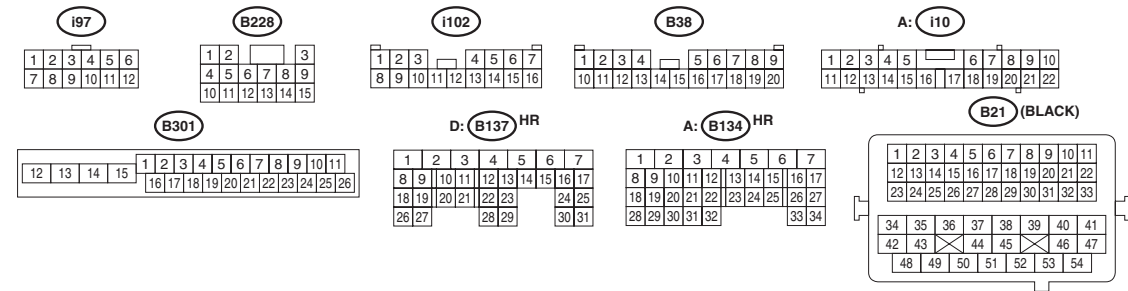 i97 B228 i102 B38 A: i10
1 2 3 4 5 6
7 8 9 10 11 12
1 2 3
4 5 6 7 8 9
10 11 12 13 14 15
1 2 3 4 5 6 7
8 9 10 11 12 13 14 15 16
1 2 3 4 5 6 7 8 9
10 11 12 13 14 15 16 17 18 19 20
1 2 3 4 5 6 7 8 9 10
11 12 13 14 15 16 17 18 19 20 21 22
B301 D: B137 HR A: B134 HR B21 (BLACK)
1 2 3 4 5 6 7 8 9 10 11
12 13 14 15
16 17 18 19 20 21 22 23 24 25 26
1 2 3 4 5 6 7
8 9 10 11 12 13 14 15 16 17
18 19 20 21 22 23 24 25
26 27 28 29 30 31
1 2 3 4 5 6 7
8 9 10 11 12 13 14 15 16 17
18 19 20 21 22 23 24 25 26 27
28 29 30 31 32 33 34
1 2 3 4 5 6 7 8 9 10 11
12 13 14 15 16 17 18 19 20 21 22
23 24 25 26 27 28 29 30 31 32 33
34 35 36 37 38 39 40 41
42 43 44 45 46 47
48 49 50 51 52 53 54